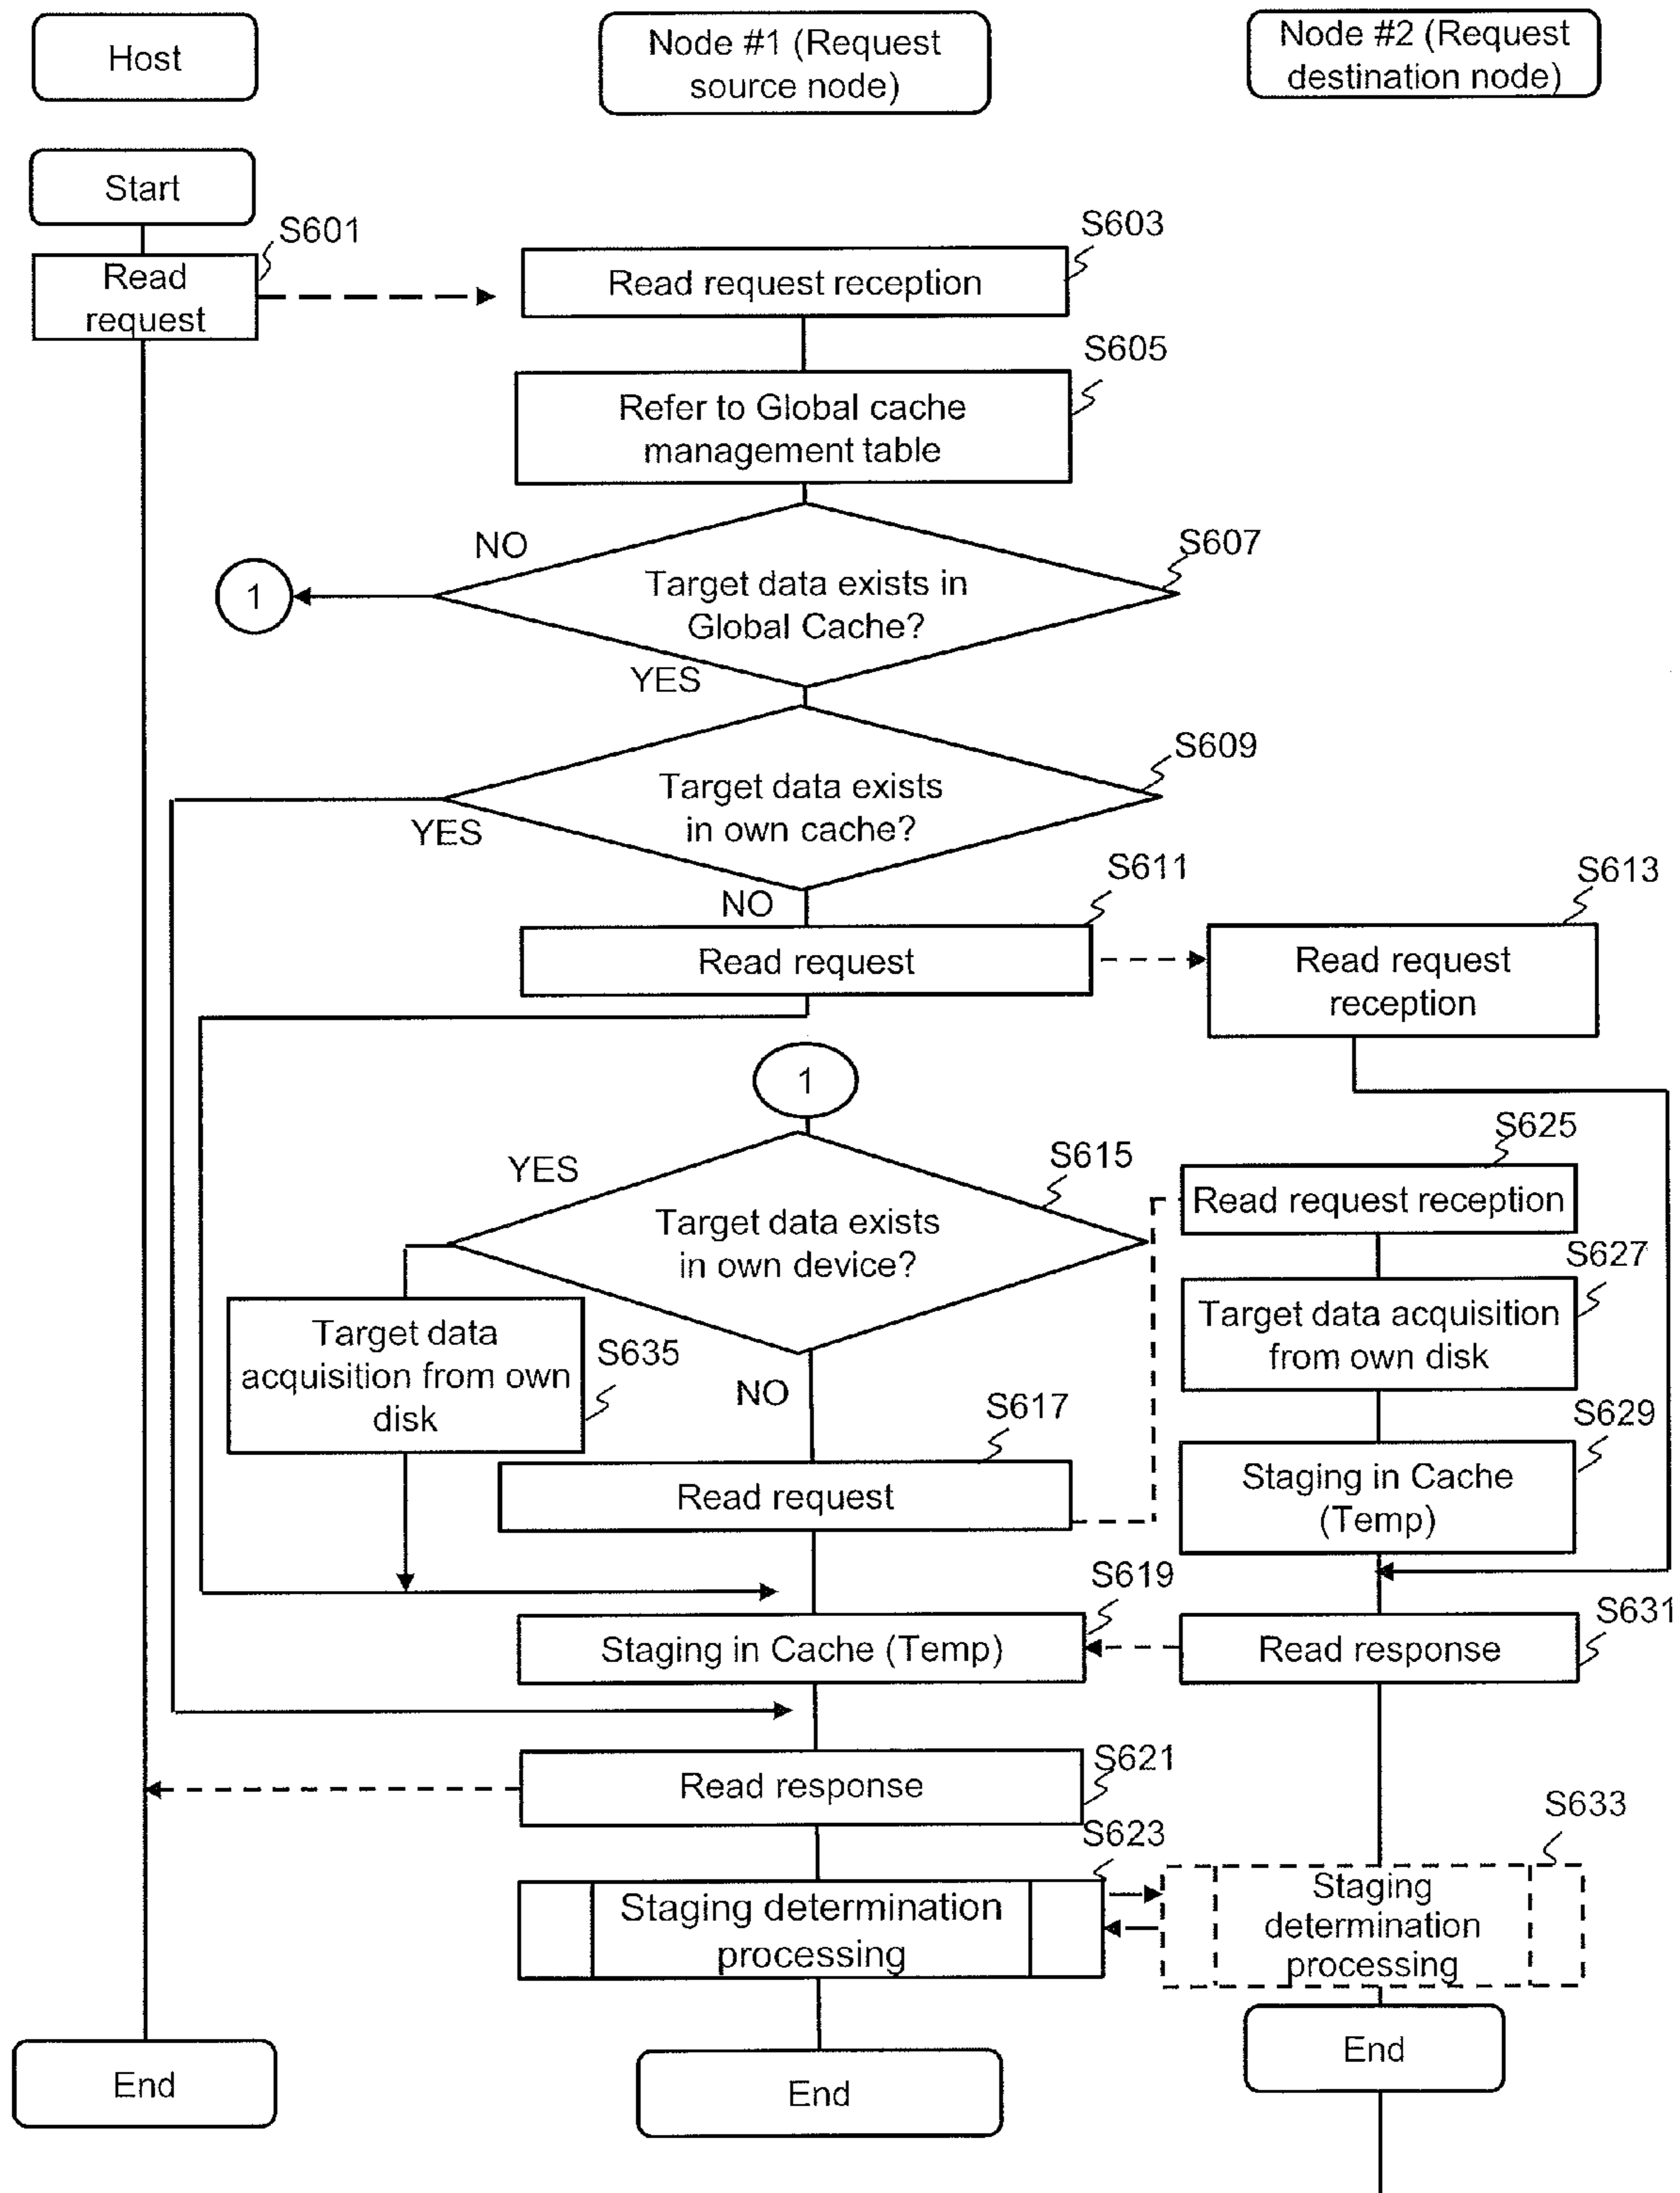 Host
Node #1 (Request
source node)
Node #2 (Request
destination node)
Start
S601
Read
request
S603
Read request reception
S605
Refer to Global cache
management table
NO
S607
1
Target data exists in
Global Cache?
YES
S609
Target data exists
in own cache?
YES
S611
S613
NO
Read request
Read request
reception
1
S625
YES
S615
Read request reception
Target data exists
in own device?
S627
Target data acquisition
from own disk
Target data
acquisition from own
disk
S635
NO
S617
S629
Read request
Staging in Cache
(Temp)
S619
S631
Staging in Cache (Temp)
Read response
S621
Read response
S633
S623
Staging determination
processing
Staging
determination
processing
End
End
End